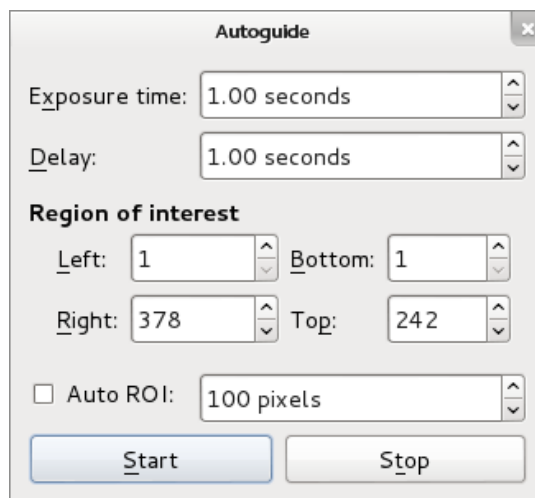 Autoguide
Exposure time: 1.00 seconds
Delay: 1.00 seconds
Region of interest
Left: 1 Bottom: 1
Right: 378 Top: 242
Auto ROI: 100 pixels
Start Stop